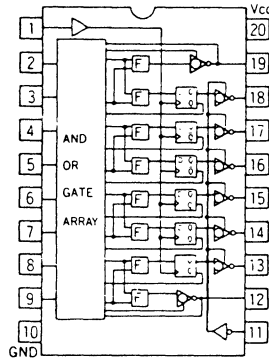 Vcc
1 20
2 F 19
3 F D Q 18
C Q
4 F D Q 17
AND C Q
5 OR F D Q 16
C Q
6 GATE F D Q 15
C Q
7 ARRAY F D Q 14
C Q
8 F D Q 13
C Q
9 F 12
10 11
GND